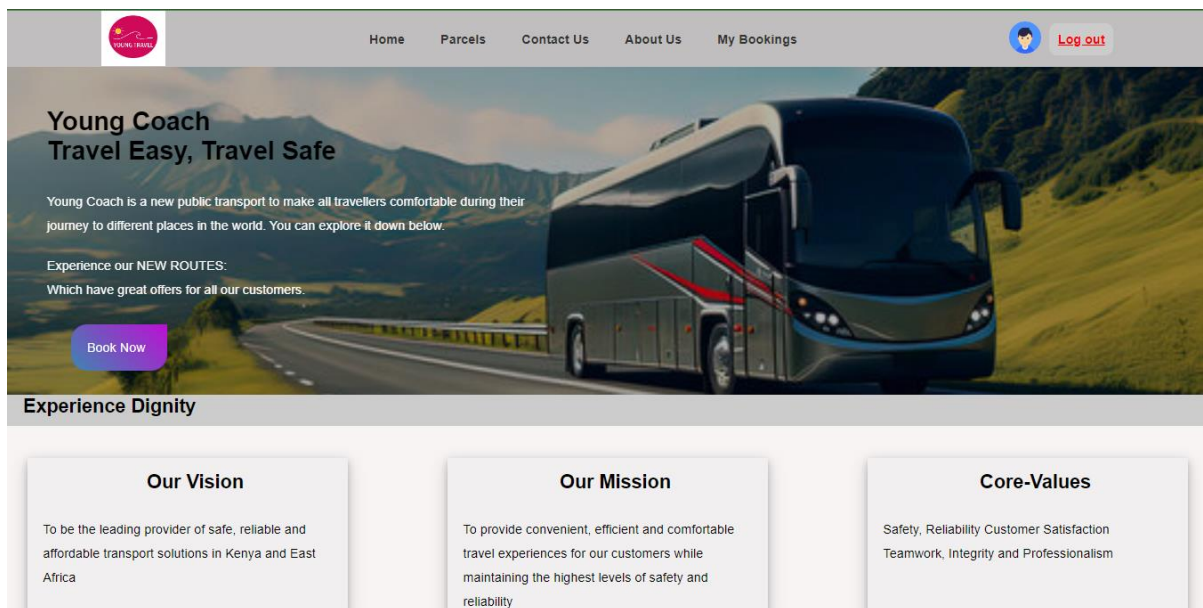 YOUNG TRAVEL
Home Parcels Contact Us About Us My Bookings
Log out
Young Coach
Travel Easy, Travel Safe
Young Coach is a new public transport to make all travellers comfortable during their
journey to different places in the world. You can explore it down below.
Experience our NEW ROUTES:
Which have great offers for all our customers.
Book Now
Experience Dignity
Our Vision
To be the leading provider of safe, reliable and
affordable transport solutions in Kenya and East
Africa
Our Mission
To provide convenient, efficient and comfortable
travel experiences for our customers while
maintaining the highest levels of safety and
reliability
Core-Values
Safety, Reliability Customer Satisfaction
Teamwork, Integrity and Professionalism